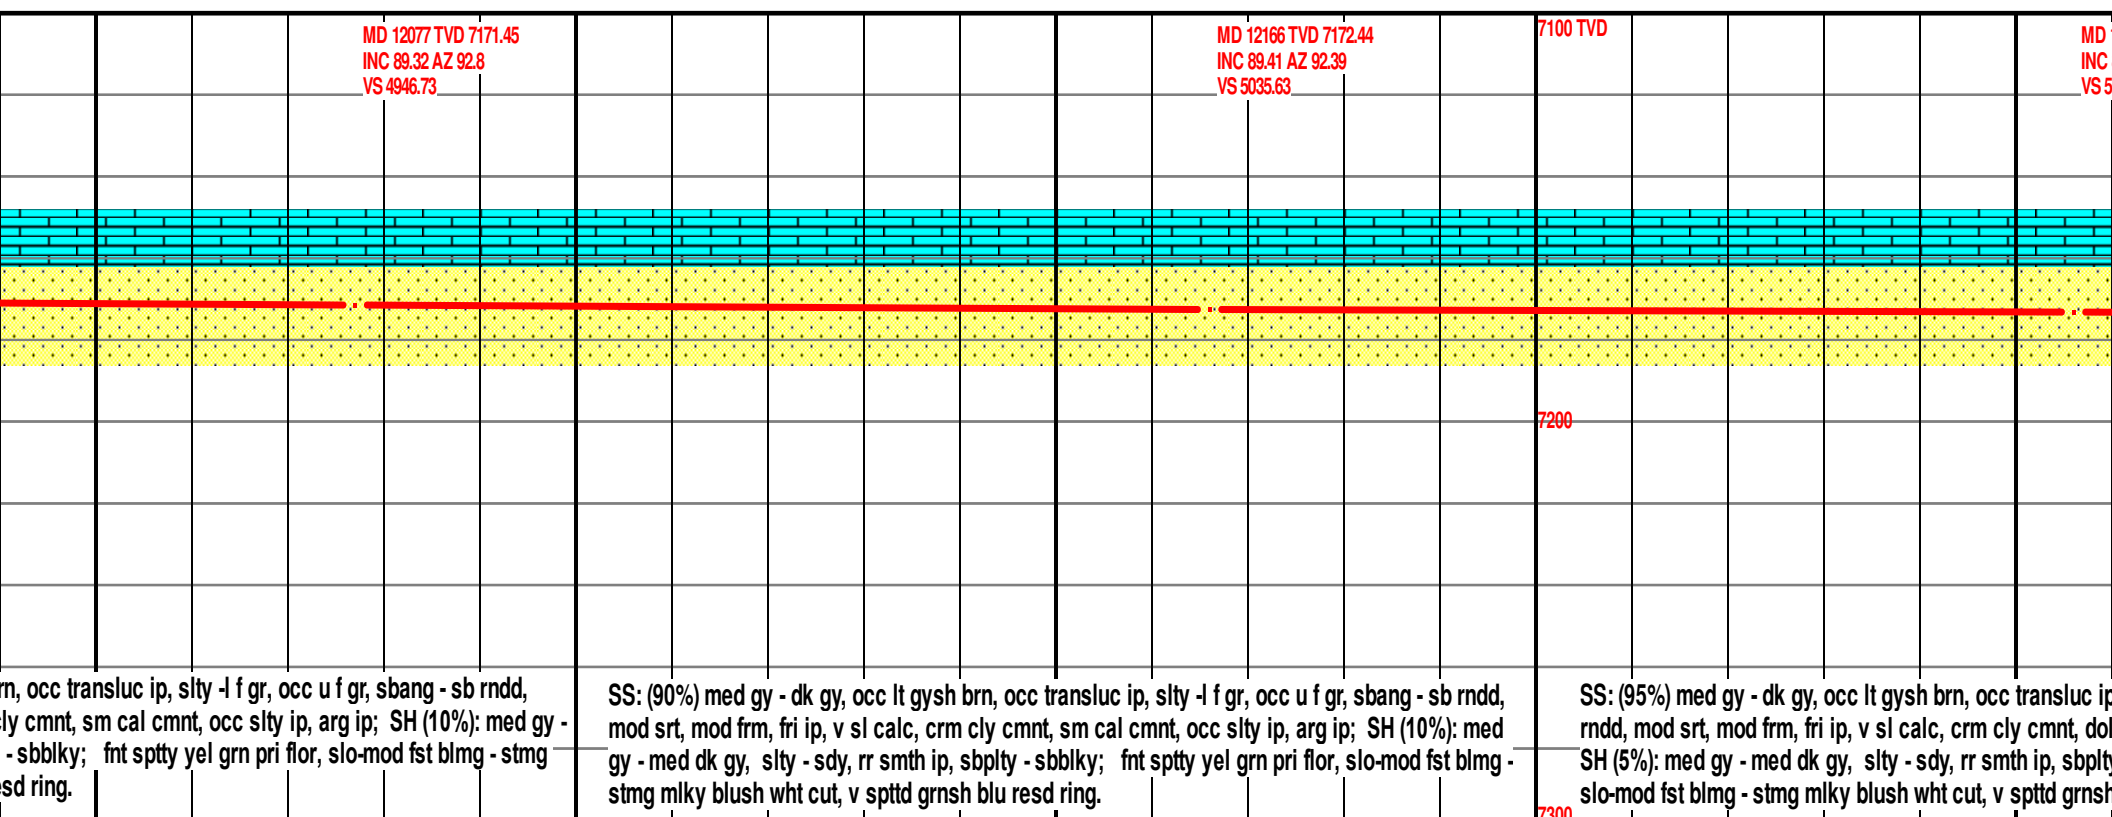 MD 12077 TVD 7171.45
INC 89.32 AZ 92.8
VS 4946.73
MD 12166 TVD 7172.44
INC 89.41 AZ 92.39
VS 5035.63
7100 TVD
MD
INC
VS 5
7200
rn, occ transluc ip, slty -l f gr, occ u f gr, sbang - sb rndd,
cly cmnt, sm cal cmnt, occ slty ip, arg ip;  SH (10%): med gy -
- sbblky;   fnt sptty yel grn pri flor, slo-mod fst blmg - stmg
esd ring.
SS: (90%) med gy - dk gy, occ lt gysh brn, occ transluc ip, slty -l f gr, occ u f gr, sbang - sb rndd,
mod srt, mod frm, fri ip, v sl calc, crm cly cmnt, sm cal cmnt, occ slty ip, arg ip;  SH (10%): med
gy - med dk gy,  slty - sdy, rr smth ip, sbplty - sbblky;   fnt sptty yel grn pri flor, slo-mod fst blmg -
stmg mlky blush wht cut, v spttd grnsh blu resd ring.
SS: (95%) med gy - dk gy, occ lt gysh brn, occ transluc ip
rndd, mod srt, mod frm, fri ip, v sl calc, crm cly cmnt, dol
SH (5%): med gy - med dk gy,  slty - sdy, rr smth ip, sbplty
slo-mod fst blmg - stmg mlky blush wht cut, v spttd grnsh
7300